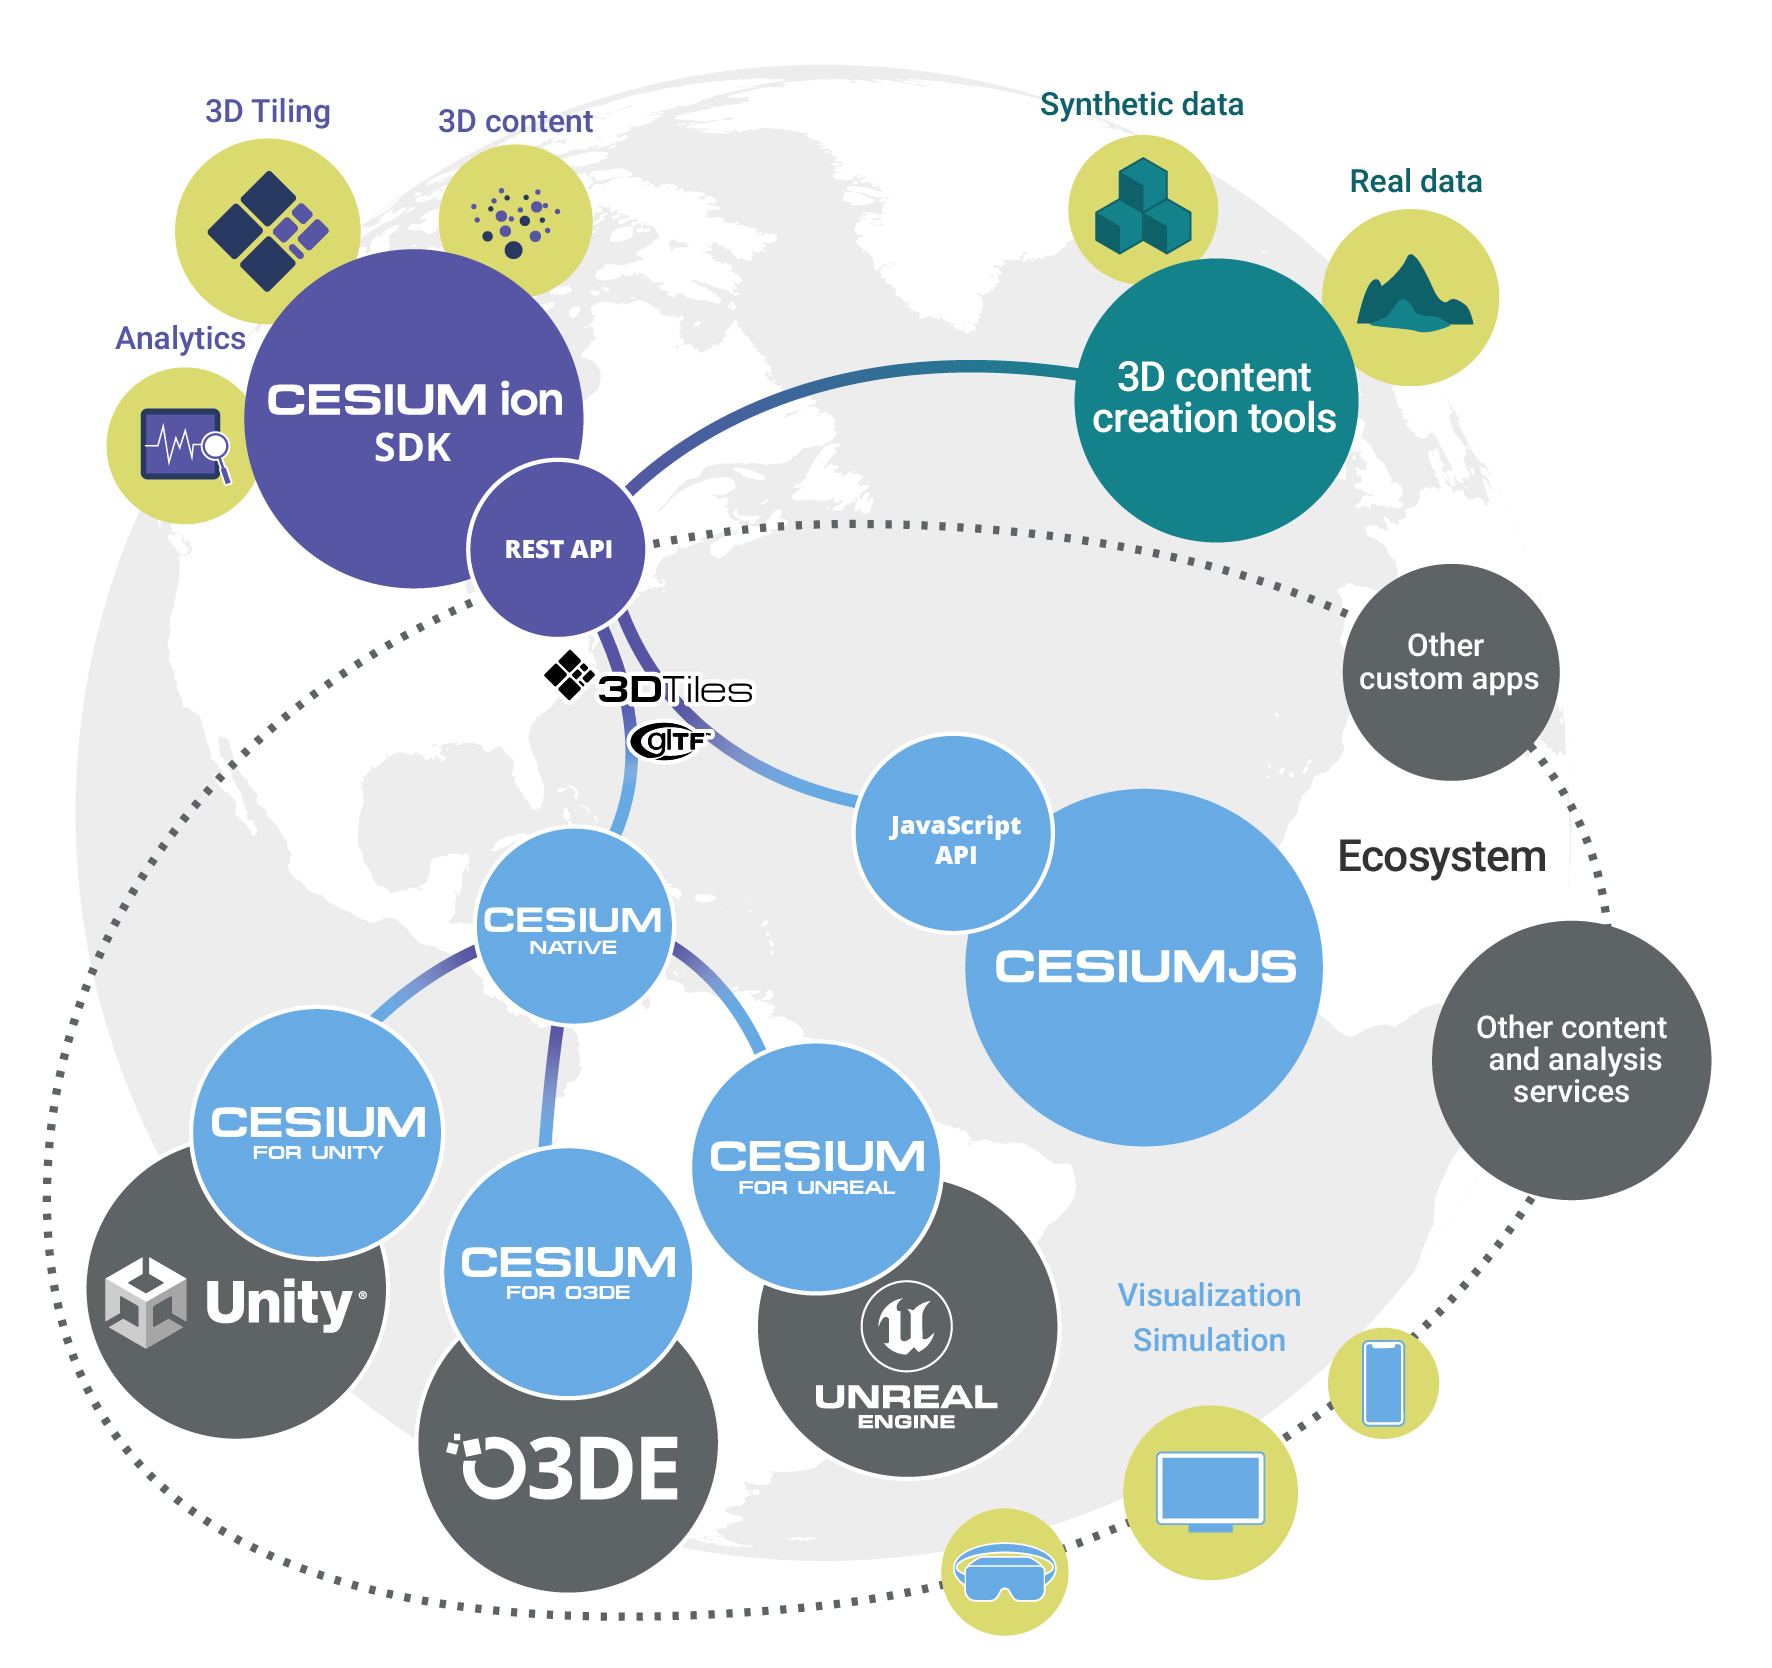 3D Tiling
3D content
Analytics
CESIUM ion
SDK
REST API
Synthetic data
Real data
3D content
creation tools
3DTiles
glTF™
Other
custom apps
Ecosystem
JavaScript
API
CESIUMJS
CESIUM
NATIVE
Other content
and analysis
services
CESIUM
FOR UNITY
Unity®
CESIUM
FOR O3DE
O3DE
CESIUM
FOR UNREAL
UNREAL
ENGINE
Visualization
Simulation